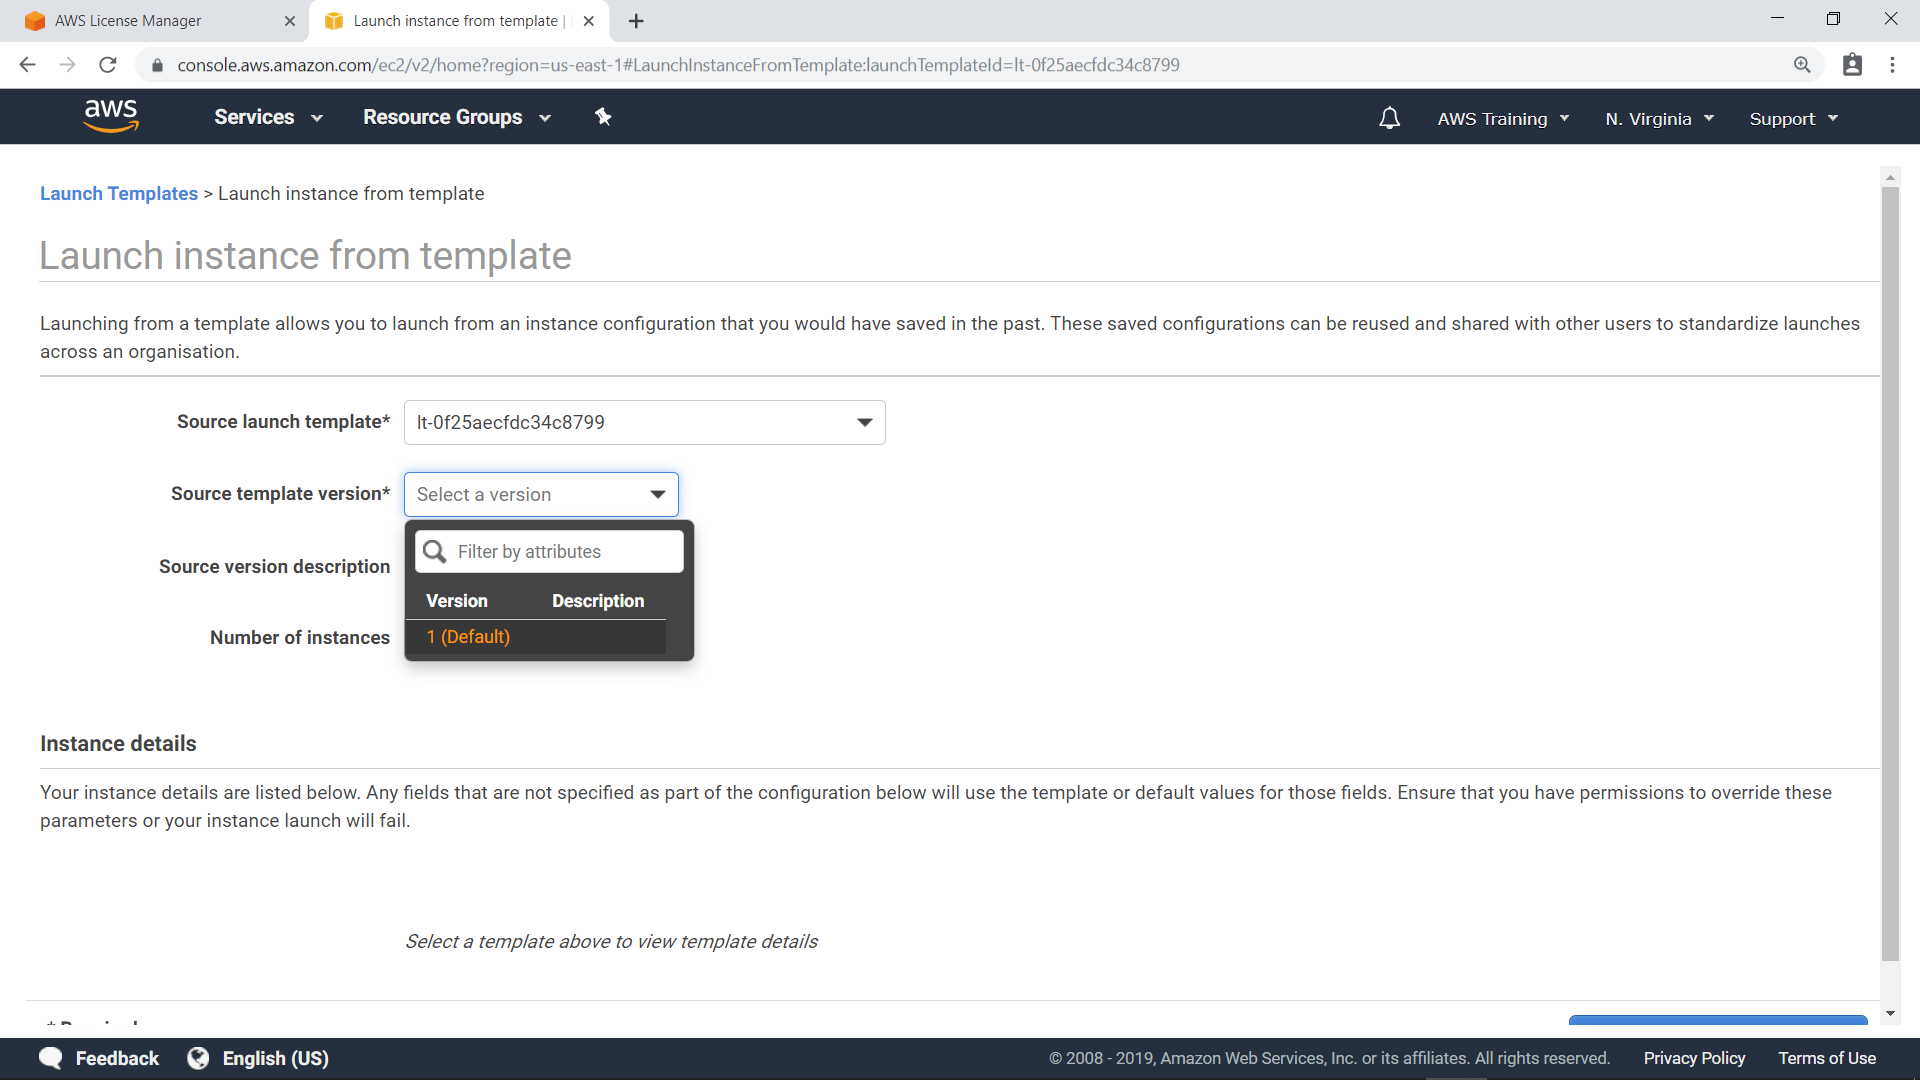 AWS License Manager
Launch instance from template |
console.aws.amazon.com/ec2/v2/home?region=us-east-1#LaunchInstanceFromTemplate:launchTemplateId=lt-0f25aecfdc34c8799
aws
Services
Resource Groups
AWS Training
N. Virginia
Support
Launch Templates > Launch instance from template
Launch instance from template
Launching from a template allows you to launch from an instance configuration that you would have saved in the past. These saved configurations can be reused and shared with other users to standardize launches
across an organisation.
Source launch template*
lt-0f25aecfdc34c8799
Source template version*
Select a version
Filter by attributes
Source version description
Version Description
Number of instances
1 (Default)
Instance details
Your instance details are listed below. Any fields that are not specified as part of the configuration below will use the template or default values for those fields. Ensure that you have permissions to override these
parameters or your instance launch will fail.
Select a template above to view template details
Feedback
English (US)
© 2008 - 2019, Amazon Web Services, Inc. or its affiliates. All rights reserved.
Privacy Policy
Terms of Use